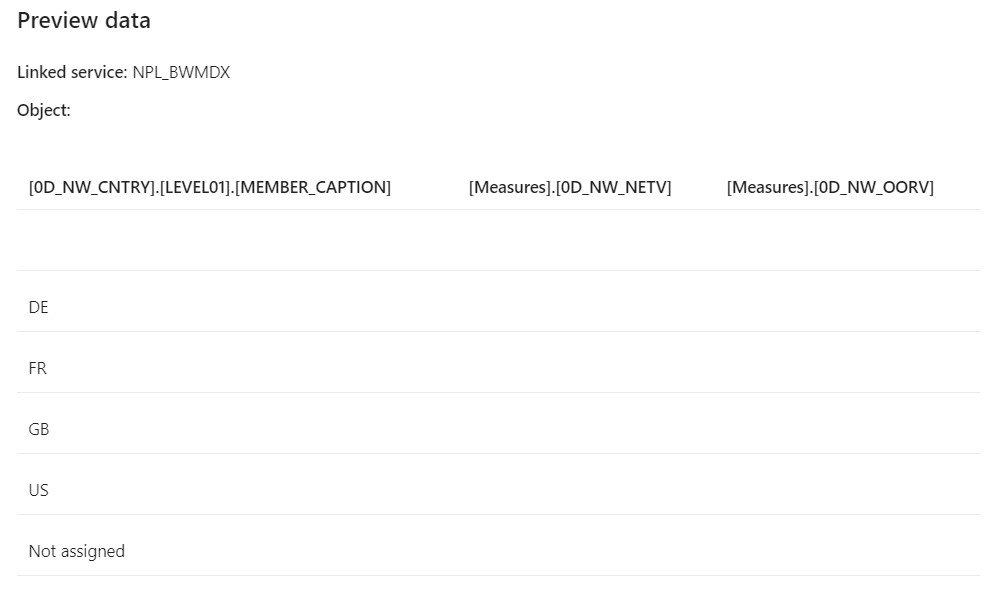 Preview data
Linked service: NPL_BWMDX
Object:
[0D_NW_CNTRY].[LEVEL01].[MEMBER_CAPTION] [Measures].[0D_NW_NETV] [Measures].[0D_NW_OORV]
DE
FR
GB
US
Not assigned